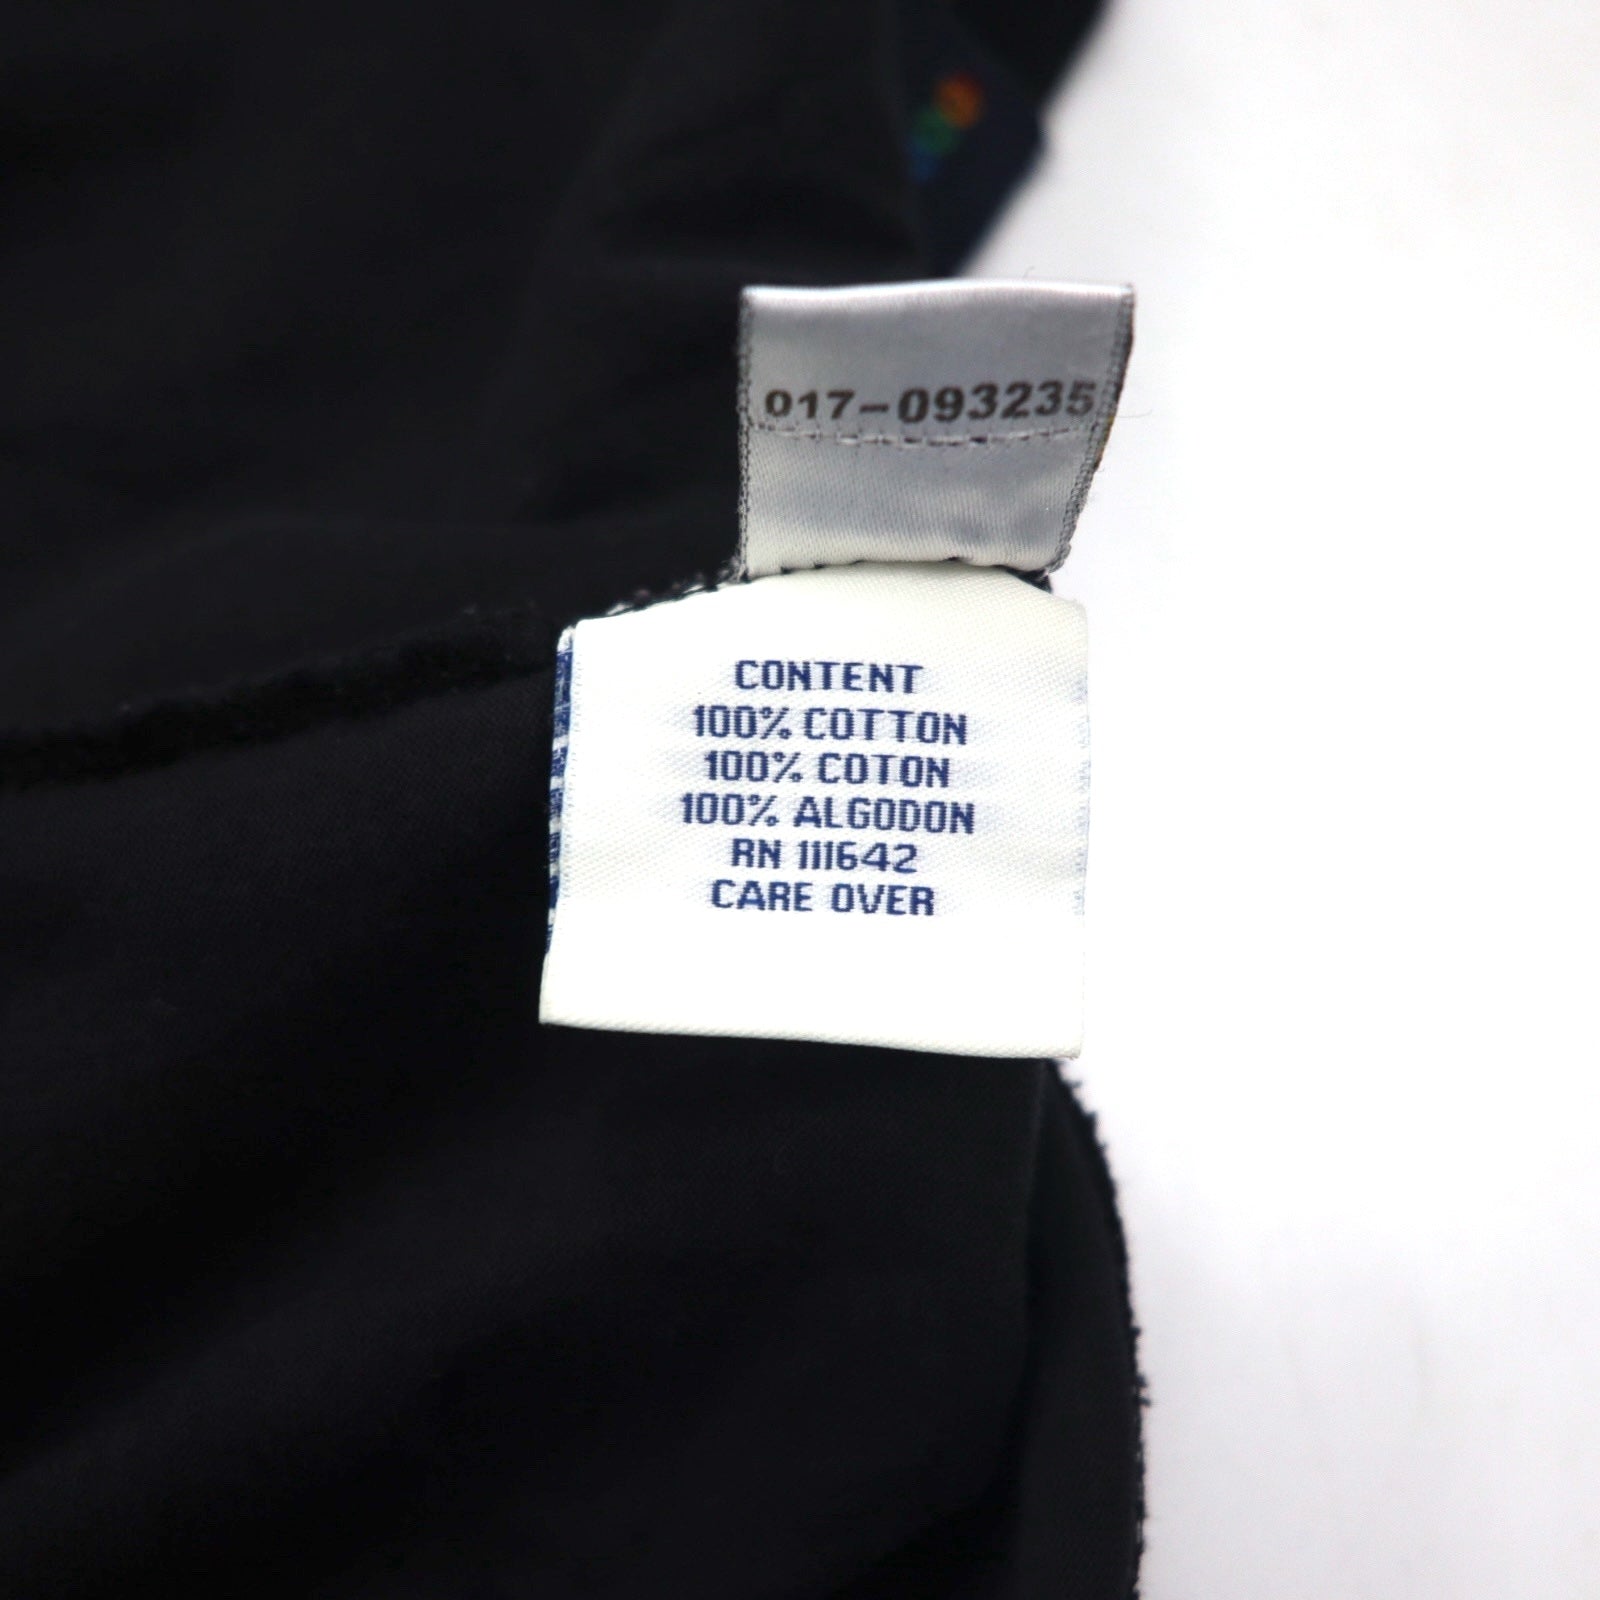 017-093235
CONTENT
100% COTTON
100% COTON
100% ALGODON
RN 111642
CARE OVER